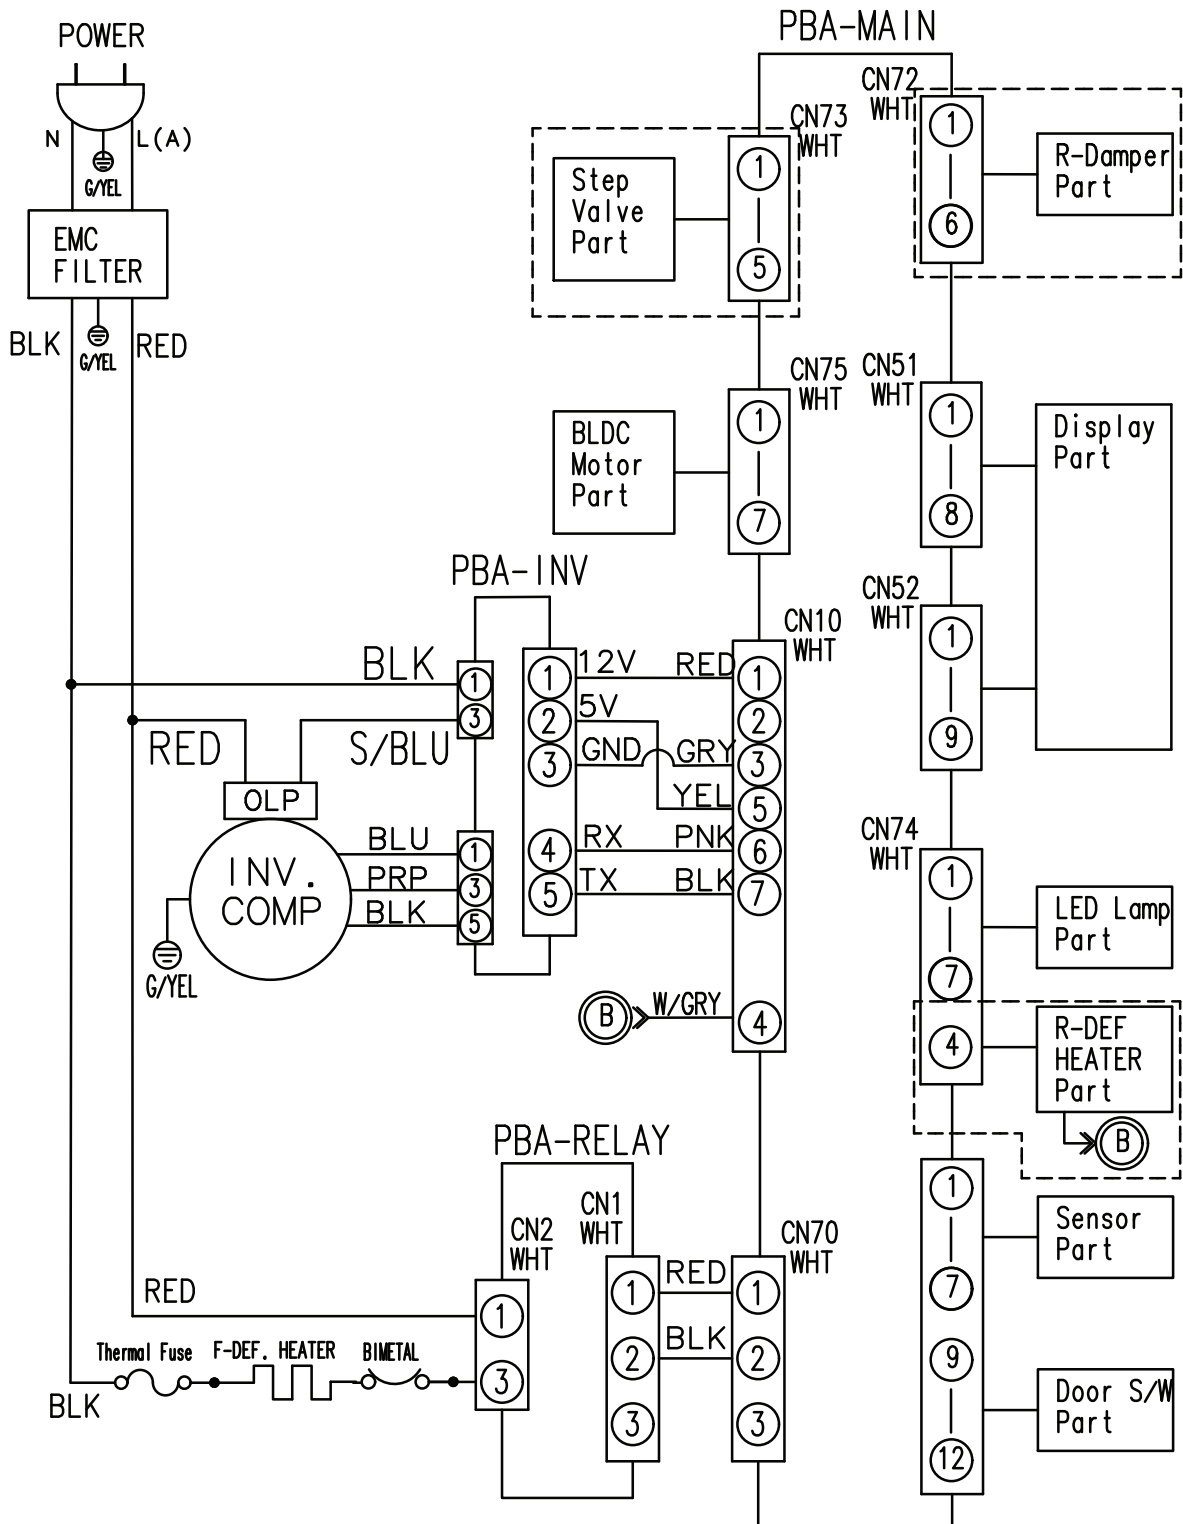 POWER
N
L(A)
G/YEL
EMC
FILTER
BLK
G/YEL
RED
PBA-MAIN
CN73
WHT
Step
Valve
Part
1
5
CN72
WHT
1
6
R-Damper
Part
CN75
WHT
BLDC
Motor
Part
1
7
CN51
WHT
1
8
Display
Part
CN52
WHT
1
9
PBA-INV
BLK
1
3
RED
S/BLU
OLP
INV.
COMP
G/YEL
BLU
1
PRP
3
BLK
5
CN10
WHT
1
12V
RED
1
2
5V
2
3
GND
GRY
3
YEL
5
4
RX
PNK
6
5
TX
BLK
7
B
W/GRY
4
CN74
WHT
1
7
4
LED Lamp
Part
R-DEF
HEATER
Part
B
1
7
9
12
Sensor
Part
Door S/W
Part
PBA-RELAY
CN2
WHT
CN1
WHT
CN70
WHT
RED
1
3
1
RED
1
2
BLK
2
3
3
Thermal Fuse
F-DEF. HEATER
BIMETAL
BLK